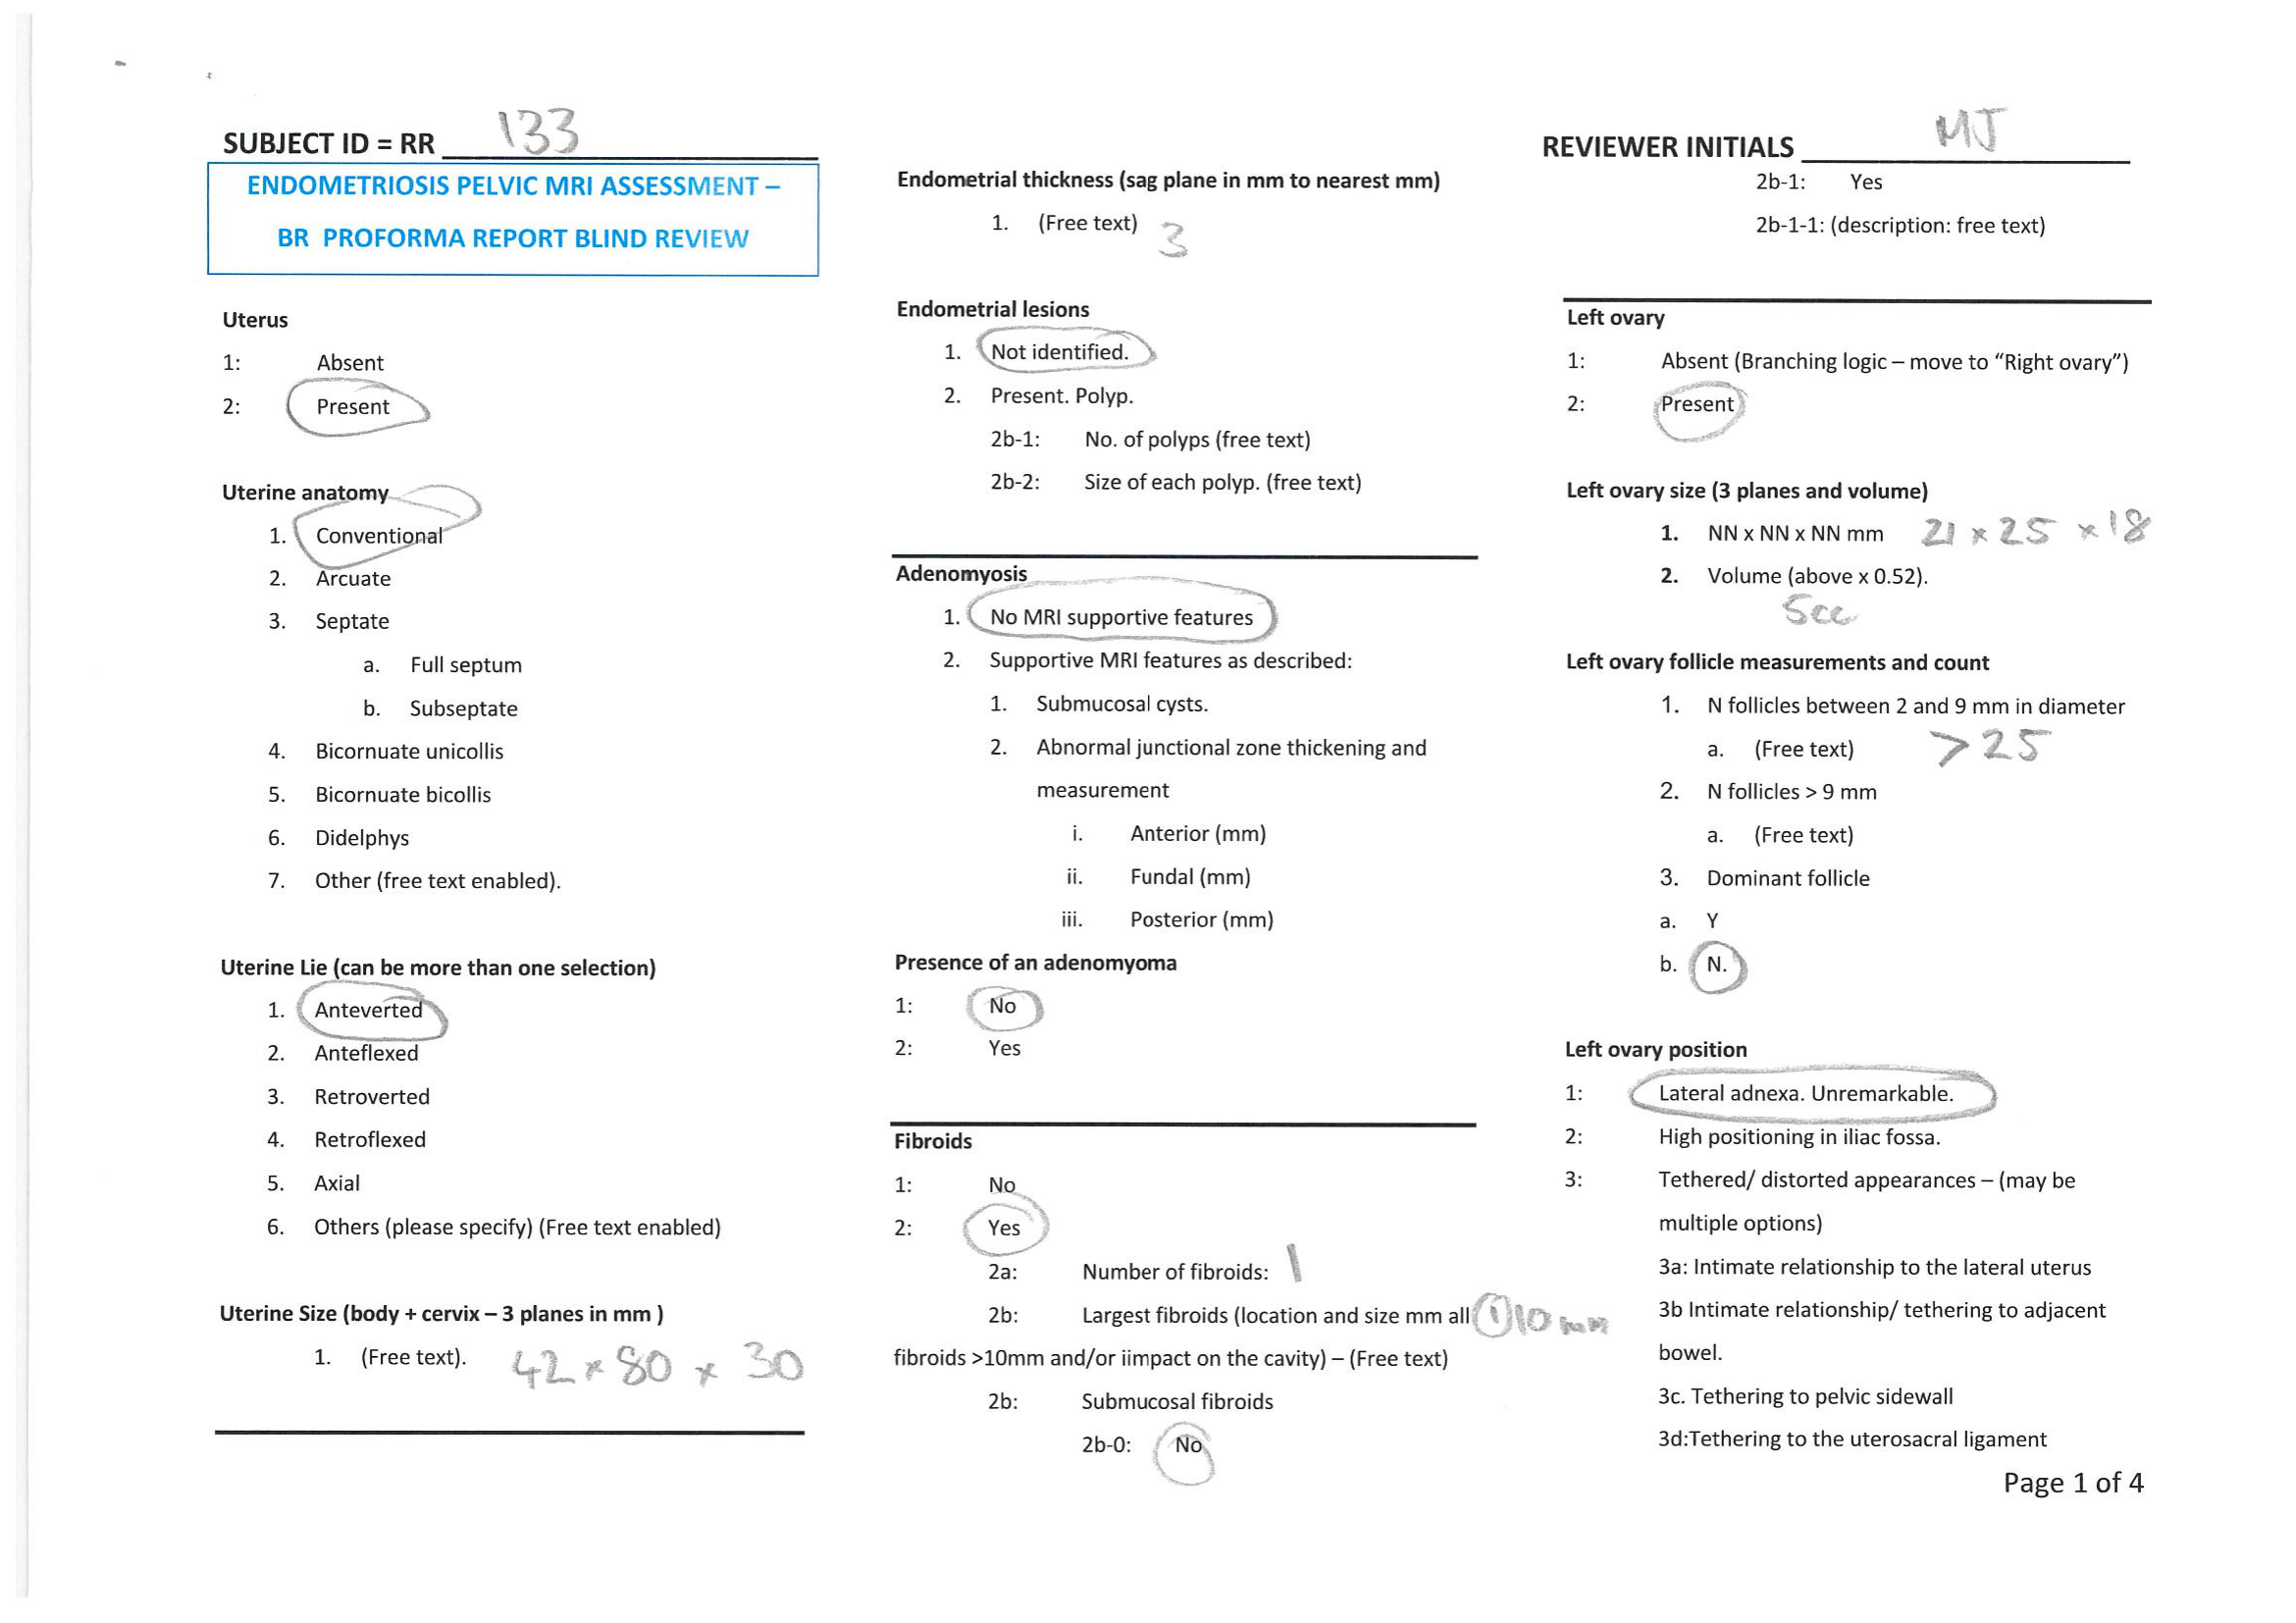 SUBJECT ID = RR 133
ENDOMETRIOSIS PELVIC MRI ASSESSMENT –
BR PROFORMA REPORT BLIND REVIEW
Uterus
1: Absent
2: Present
Uterine anatomy
1. Conventional
2. Arcuate
3. Septate
a. Full septum
b. Subseptate
4. Bicornuate unicollis
5. Bicornuate bicollis
6. Didelphys
7. Other (free text enabled).
Uterine Lie (can be more than one selection)
1. Anteverted
2. Anteflexed
3. Retroverted
4. Retroflexed
5. Axial
6. Others (please specify) (Free text enabled)
Uterine Size (body + cervix – 3 planes in mm )
1. (Free text). 42 x 80 x 30
Endometrial thickness (sag plane in mm to nearest mm)
1. (Free text) 3
Endometrial lesions
1. Not identified.
2. Present. Polyp.
2b-1: No. of polyps (free text)
2b-2: Size of each polyp. (free text)
Adenomyosis
1. No MRI supportive features
2. Supportive MRI features as described:
1. Submucosal cysts.
2. Abnormal junctional zone thickening and
measurement
i. Anterior (mm)
ii. Fundal (mm)
iii. Posterior (mm)
Presence of an adenomyoma
1: No
2: Yes
Fibroids
1: No
2: Yes
2a: Number of fibroids: 1
2b: Largest fibroids (location and size mm all 1 10 mm
fibroids >10mm and/or iimpact on the cavity) – (Free text)
2b: Submucosal fibroids
2b-0: No
REVIEWER INITIALS MJ
2b-1: Yes
2b-1-1: (description: free text)
Left ovary
1: Absent (Branching logic – move to “Right ovary”)
2: Present
Left ovary size (3 planes and volume)
1. NN x NN x NN mm 21 x 25 x 18
2. Volume (above x 0.52).
5cc
Left ovary follicle measurements and count
1. N follicles between 2 and 9 mm in diameter
a. (Free text) >25
2. N follicles > 9 mm
a. (Free text)
3. Dominant follicle
a. Y
b. N.
Left ovary position
1: Lateral adnexa. Unremarkable.
2: High positioning in iliac fossa.
3: Tethered/ distorted appearances – (may be
multiple options)
3a: Intimate relationship to the lateral uterus
3b Intimate relationship/ tethering to adjacent
bowel.
3c. Tethering to pelvic sidewall
3d:Tethering to the uterosacral ligament
Page 1 of 4